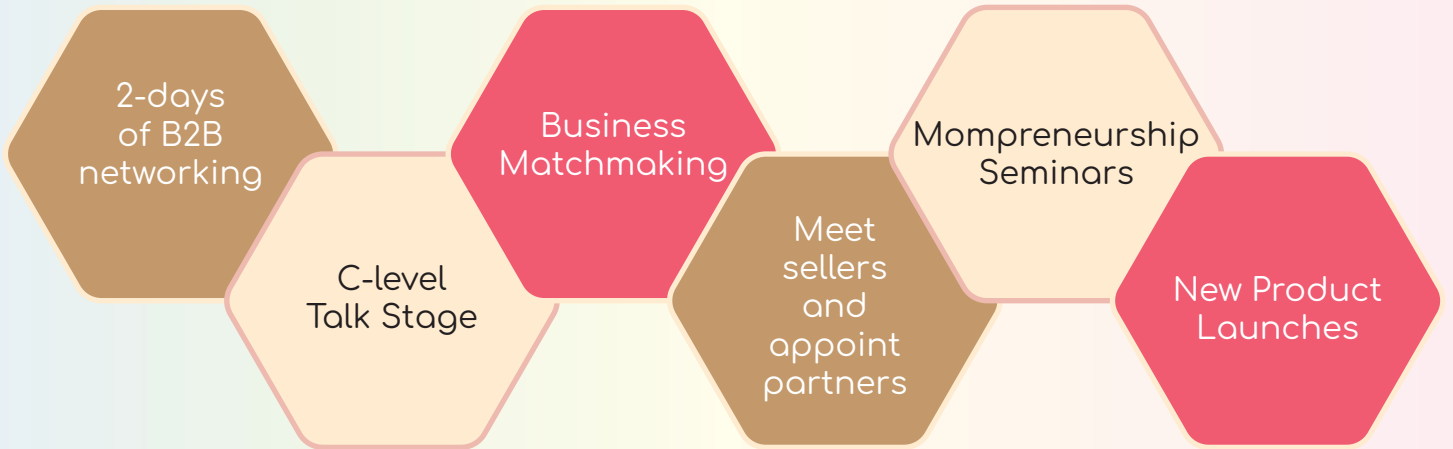 2-days
of B2B
networking
C-level
Talk Stage
Business
Matchmaking
Meet
sellers
and
appoint
partners
Mompreneurship
Seminars
New Product
Launches